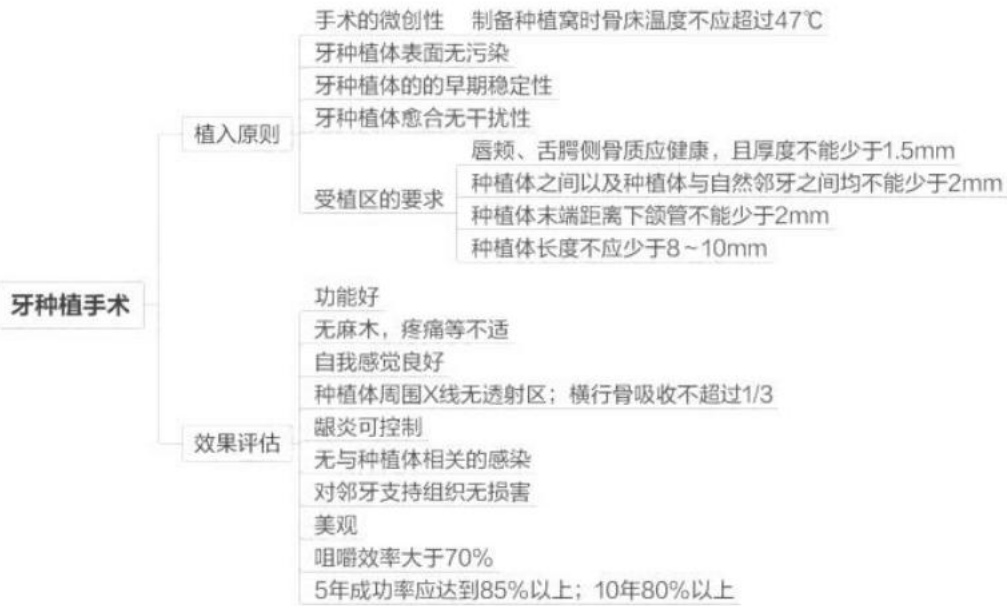 手术的微创性 制备种植窝时骨床温度不应超过47℃
牙种植体表面无污染
牙种植体的的早期稳定性
牙种植体愈合无干扰性
植入原则
唇颊、舌腭侧骨质应健康，且厚度不能少于1.5mm
种植体之间以及种植体与自然邻牙之间均不能少于2mm
受植区的要求
种植体末端距离下颌管不能少于2mm
种植体长度不应少于8~10mm
牙种植手术
功能好
无麻木，疼痛等不适
自我感觉良好
种植体周围X线无透射区；横行骨吸收不超过1/3
龈炎可控制
效果评估
无与种植体相关的感染
对邻牙支持组织无损害
美观
咀嚼效率大于70%
5年成功率应达到85%以上；10年80%以上